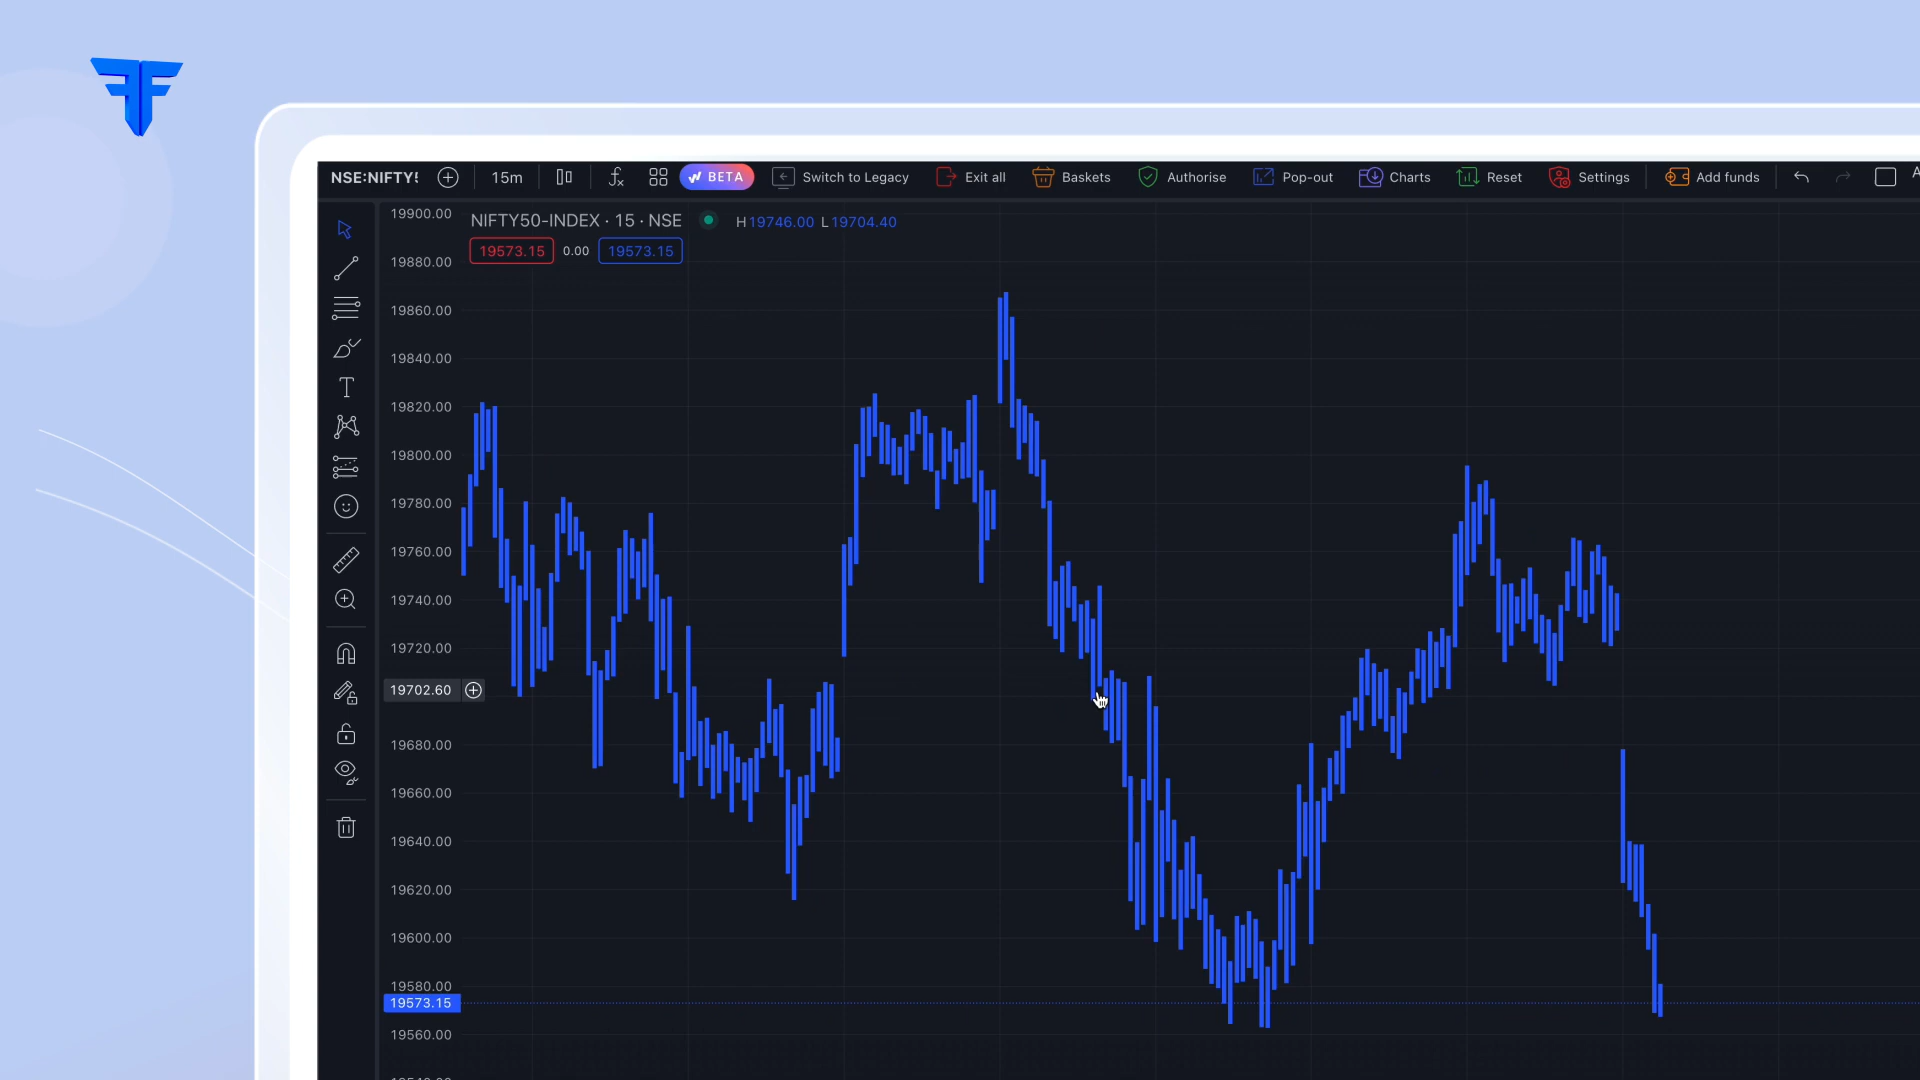 NSE:NIFTY!
15m
BETA
Switch to Legacy
Exit all
Baskets
Authorise
Pop-out
Charts
Reset
Settings
Add funds
NIFTY50-INDEX · 15 · NSE
H19746.00 L19704.40
19573.15 0.00 19573.15
19900.00
19880.00
19860.00
19840.00
19820.00
19800.00
19780.00
19760.00
19740.00
19720.00
19702.60
19680.00
19660.00
19640.00
19620.00
19600.00
19580.00
19573.15
19560.00